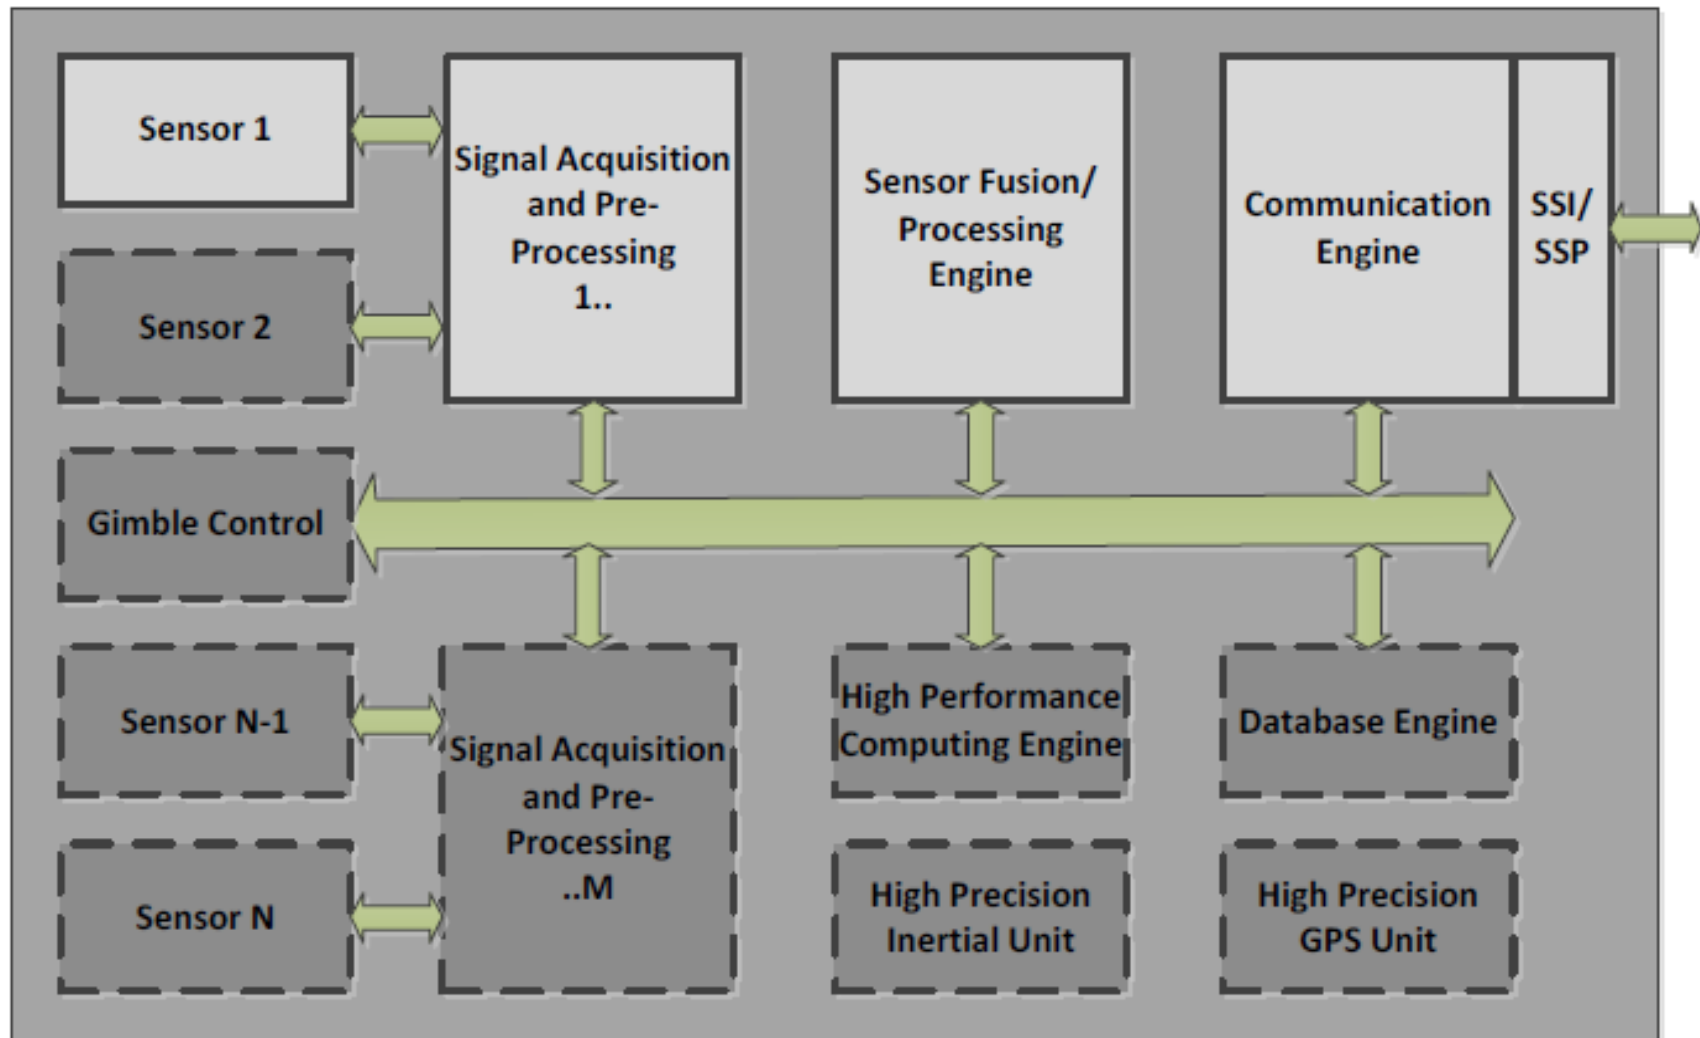 Sensor 1
Signal Acquisition
and Pre-
Processing
1..
Sensor Fusion/
Processing
Engine
Communication
Engine
SSI/
SSP
Sensor 2
Gimble Control
Sensor N-1
Signal Acquisition
and Pre-
Processing
..M
High Performance
Computing Engine
Database Engine
Sensor N
High Precision
Inertial Unit
High Precision
GPS Unit